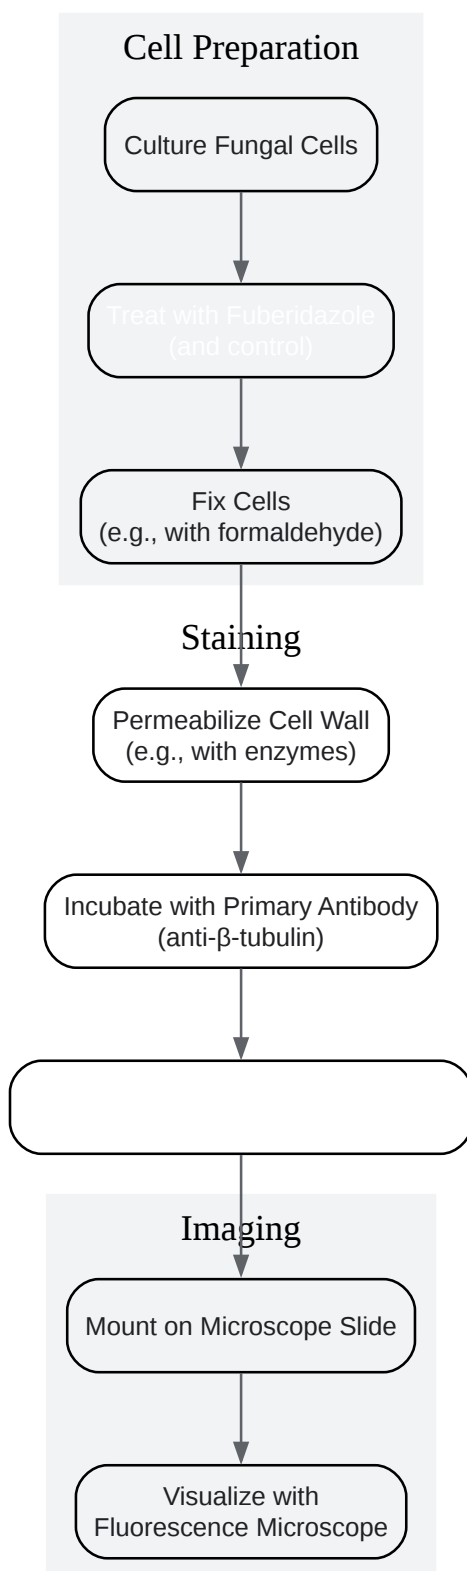 Cell Preparation
Culture Fungal Cells
Treat with Fuberidazole
(and control)
Fix Cells
(e.g., with formaldehyde)
Staining
Permeabilize Cell Wall
(e.g., with enzymes)
Incubate with Primary Antibody
(anti-β-tubulin)
Imaging
Mount on Microscope Slide
Visualize with
Fluorescence Microscope